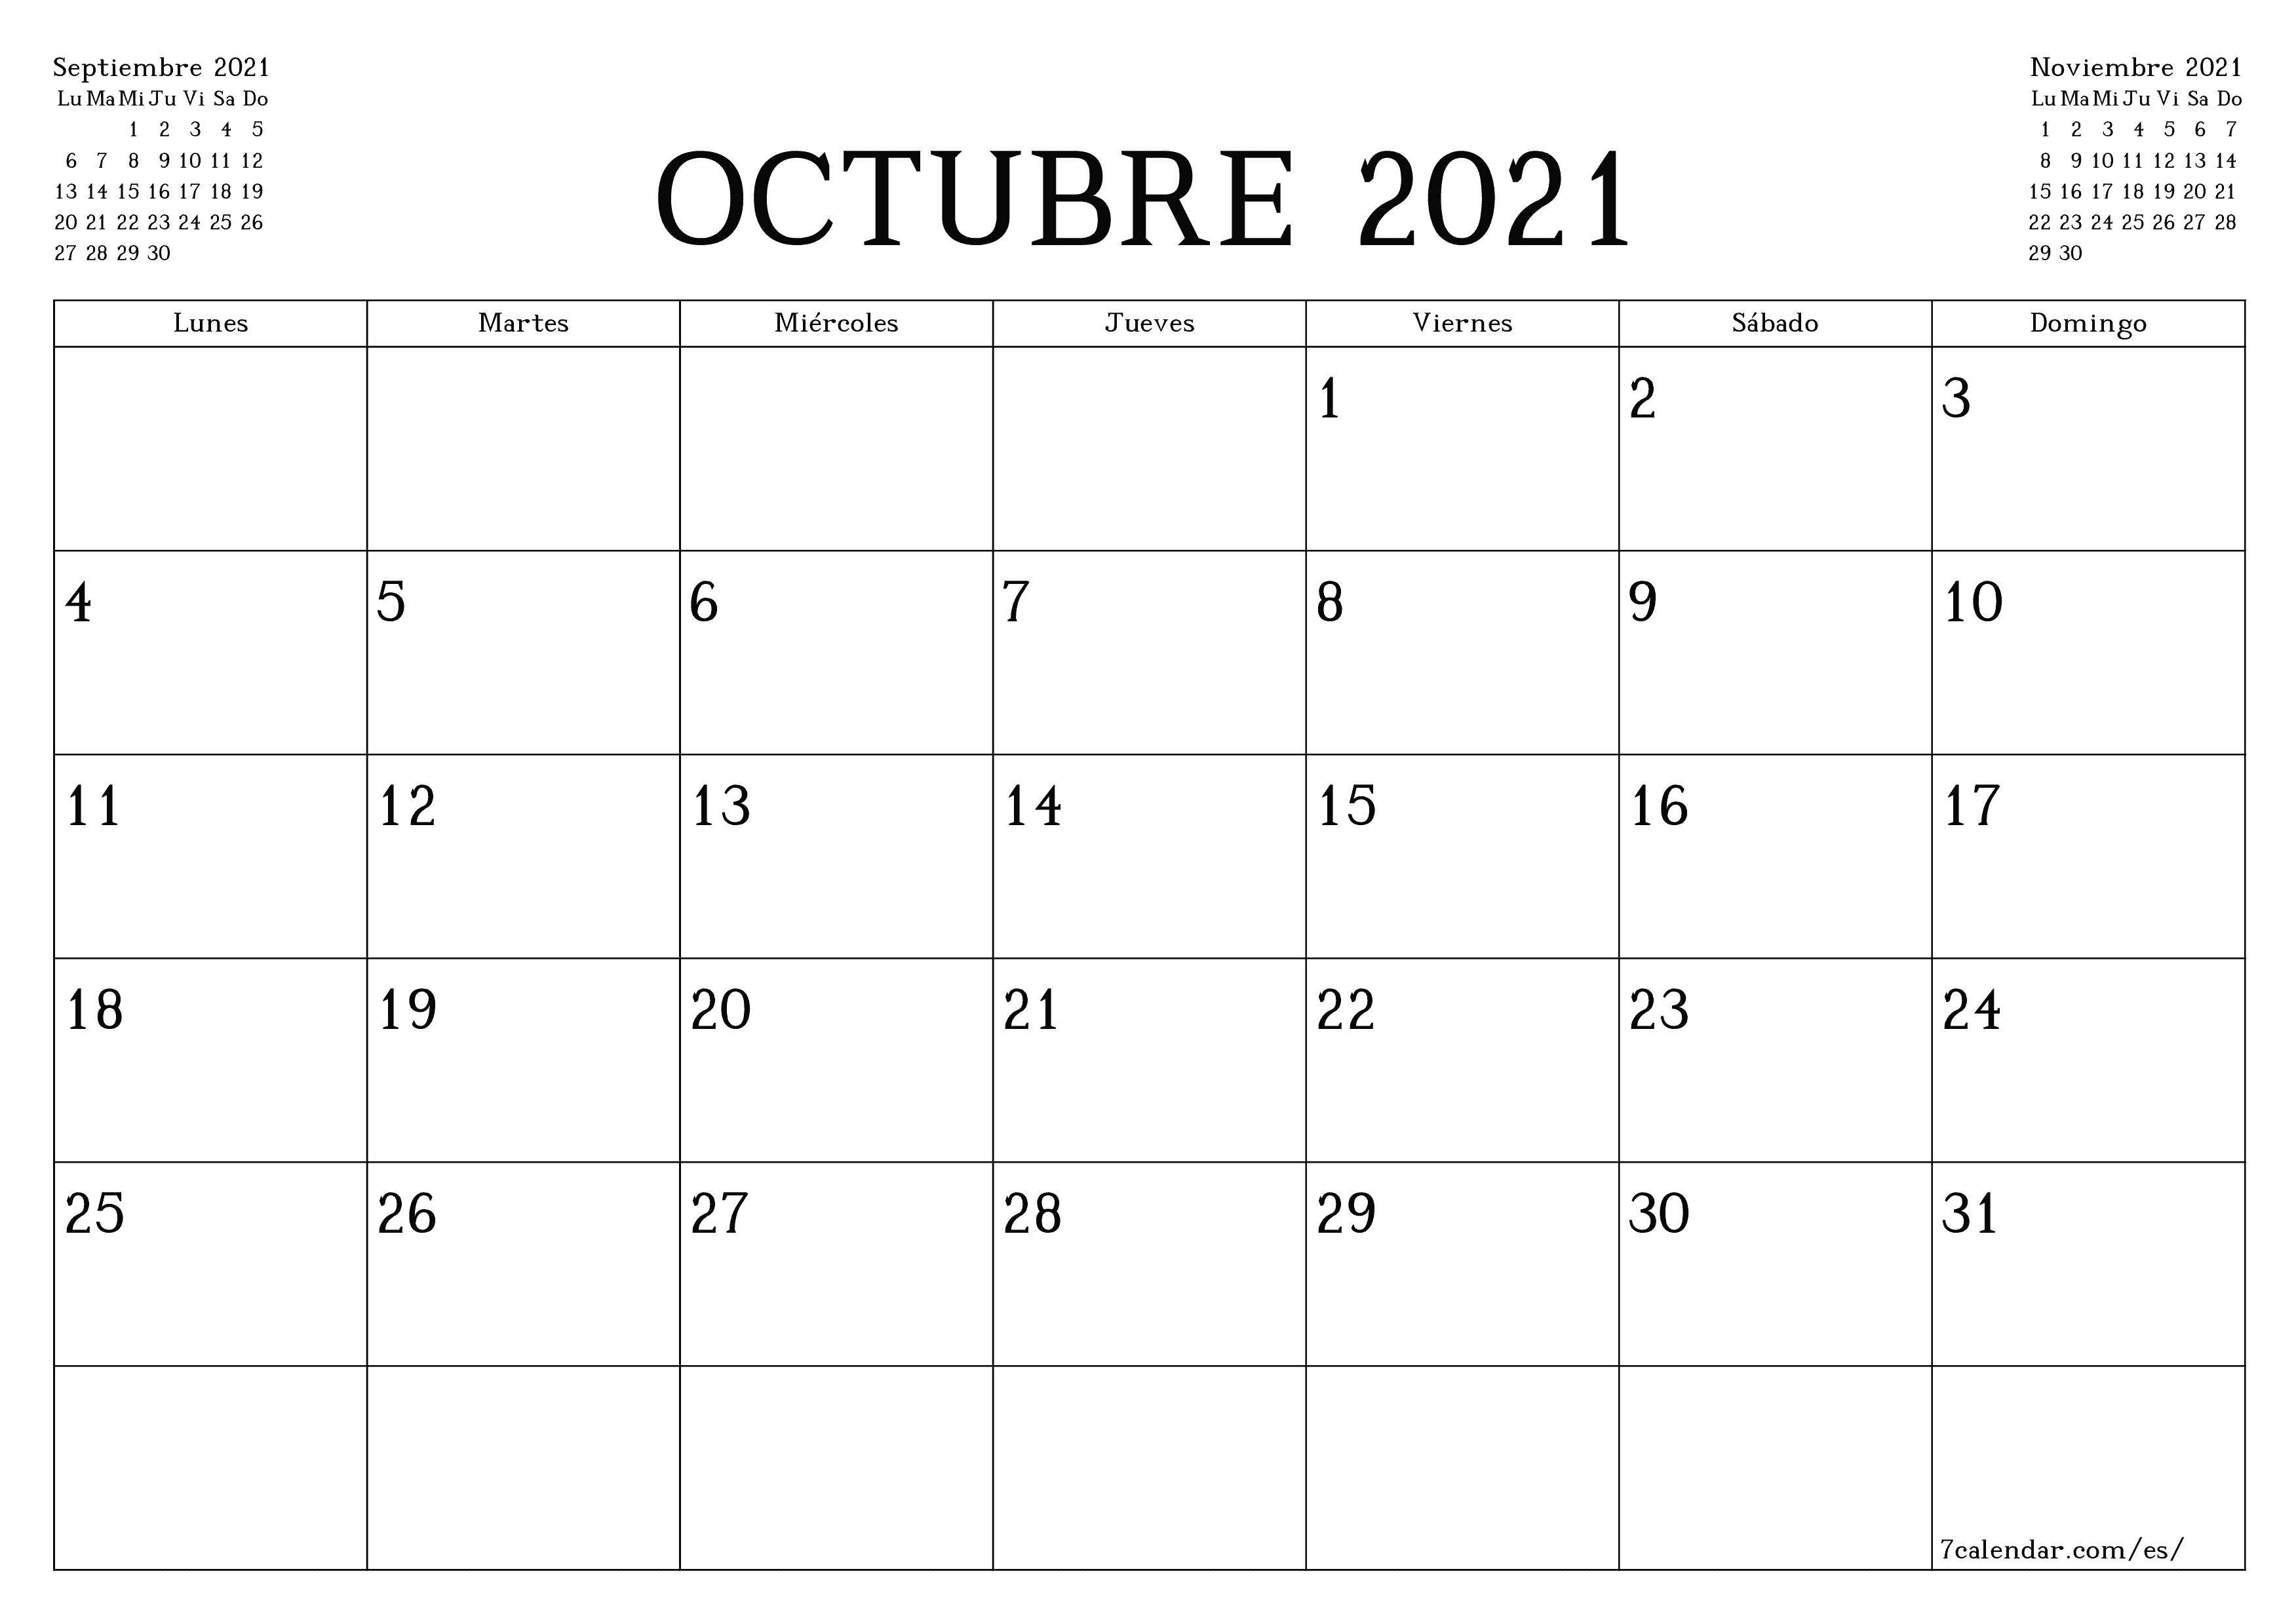 Septiembre 2021
Lu Ma Mi Ju Vi Sa Do
1 2 3 4 5
6 7 8 9 10 11 12
13 14 15 16 17 18 19
20 21 22 23 24 25 26
27 28 29 30
OCTUBRE 2021
Noviembre 2021
Lu Ma Mi Ju Vi Sa Do
1 2 3 4 5 6 7
8 9 10 11 12 13 14
15 16 17 18 19 20 21
22 23 24 25 26 27 28
29 30
Lunes Martes Miércoles Jueves Viernes Sábado Domingo
1 2 3
4 5 6 7 8 9 10
11 12 13 14 15 16 17
18 19 20 21 22 23 24
25 26 27 28 29 30 31
7calendar.com/es/